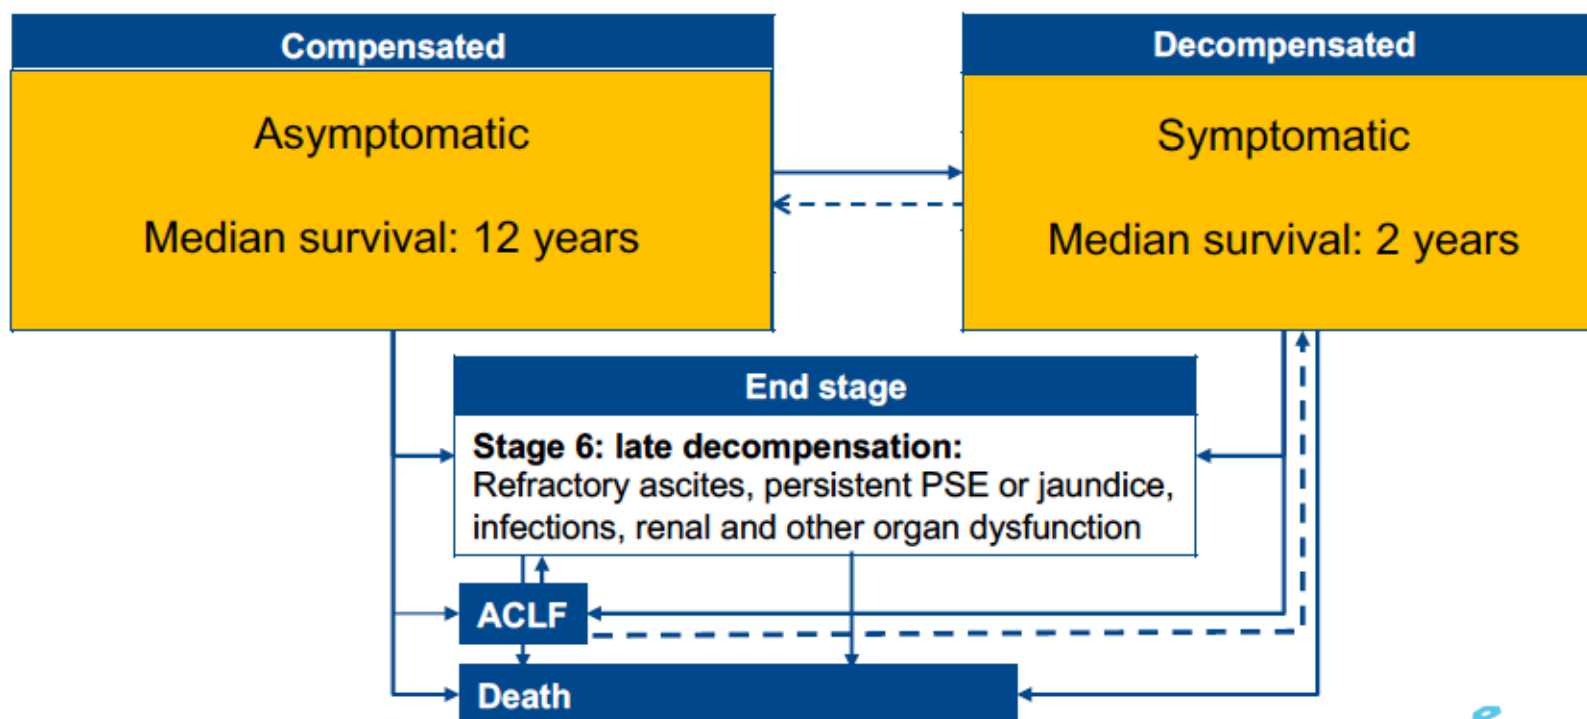 Compensated
Asymptomatic
Median survival: 12 years
Decompensated
Symptomatic
Median survival: 2 years
End stage
Stage 6: late decompensation:
Refractory ascites, persistent PSE or jaundice,
infections, renal and other organ dysfunction
ACLF
Death